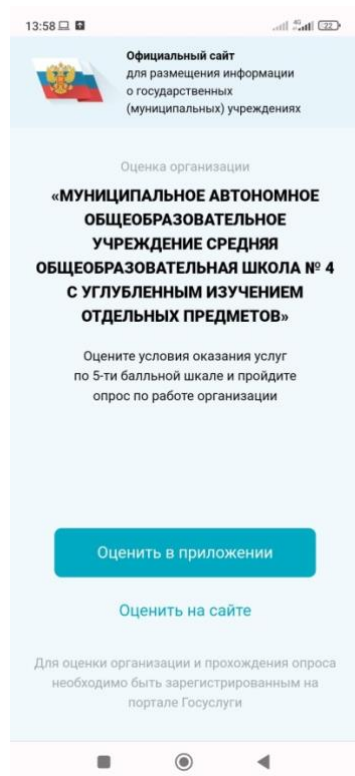 13:58
4G
22
Официальный сайт
для размещения информации
о государственных
(муниципальных) учреждениях
Оценка организации
«МУНИЦИПАЛЬНОЕ АВТОНОМНОЕ
ОБЩЕОБРАЗОВАТЕЛЬНОЕ
УЧРЕЖДЕНИЕ СРЕДНЯЯ
ОБЩЕОБРАЗОВАТЕЛЬНАЯ ШКОЛА № 4
С УГЛУБЛЕННЫМ ИЗУЧЕНИЕМ
ОТДЕЛЬНЫХ ПРЕДМЕТОВ»
Оцените условия оказания услуг
по 5-ти балльной шкале и пройдите
опрос по работе организации
Оценить в приложении
Оценить на сайте
Для оценки организации и прохождения опроса
необходимо быть зарегистрированным на
портале Госуслуги